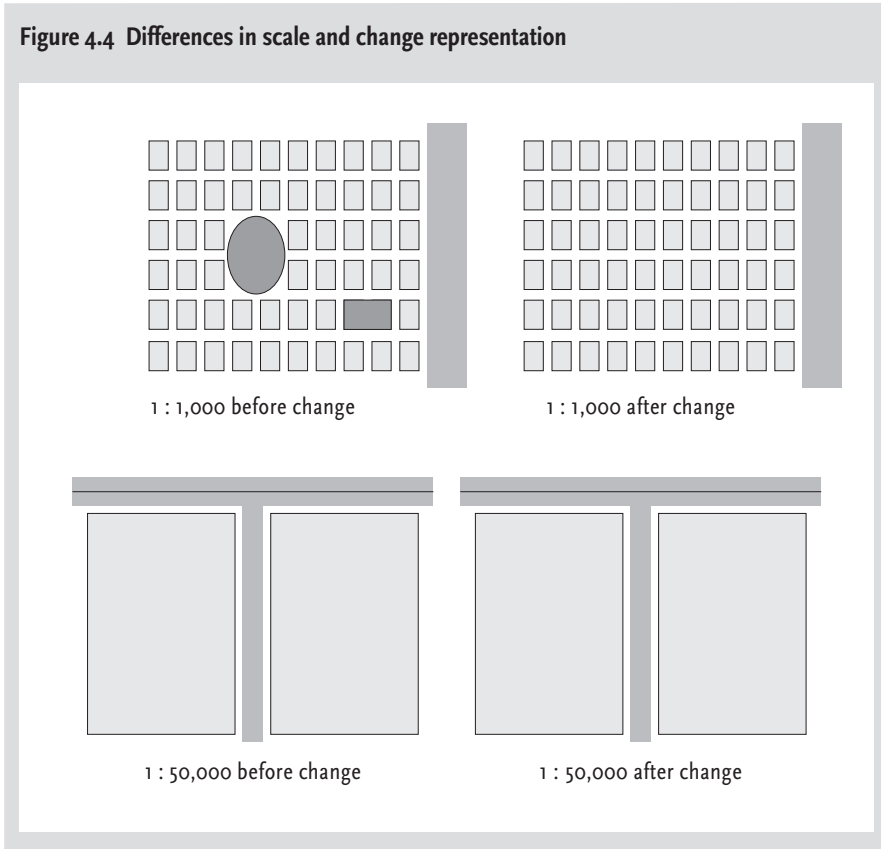 Figure 4.4 Differences in scale and change representation
1 : 1,000 before change
1 : 1,000 after change
1 : 50,000 before change
1 : 50,000 after change